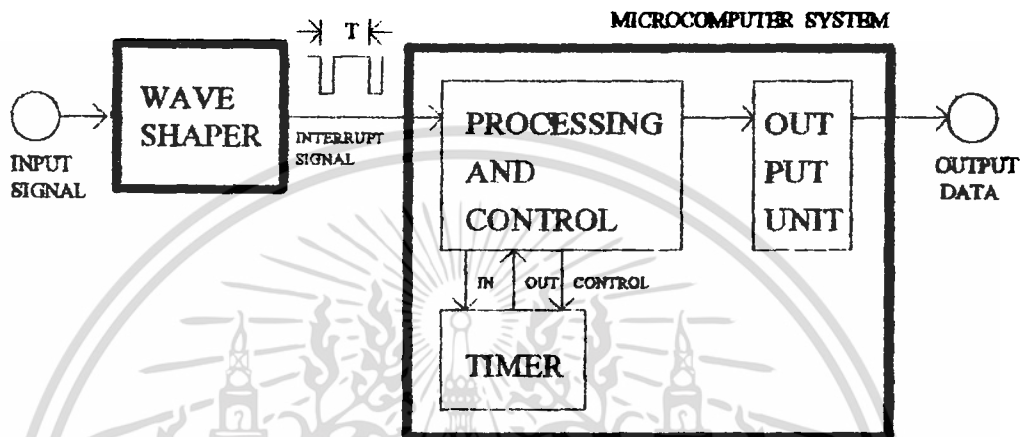 MICROCOMPUTER SYSTEM
T
WAVE
SHAPER
INPUT
SIGNAL
INTERRUPT
SIGNAL
PROCESSING
AND
CONTROL
OUT
PUT
UNIT
OUTPUT
DATA
IN
OUT
CONTROL
TIMER